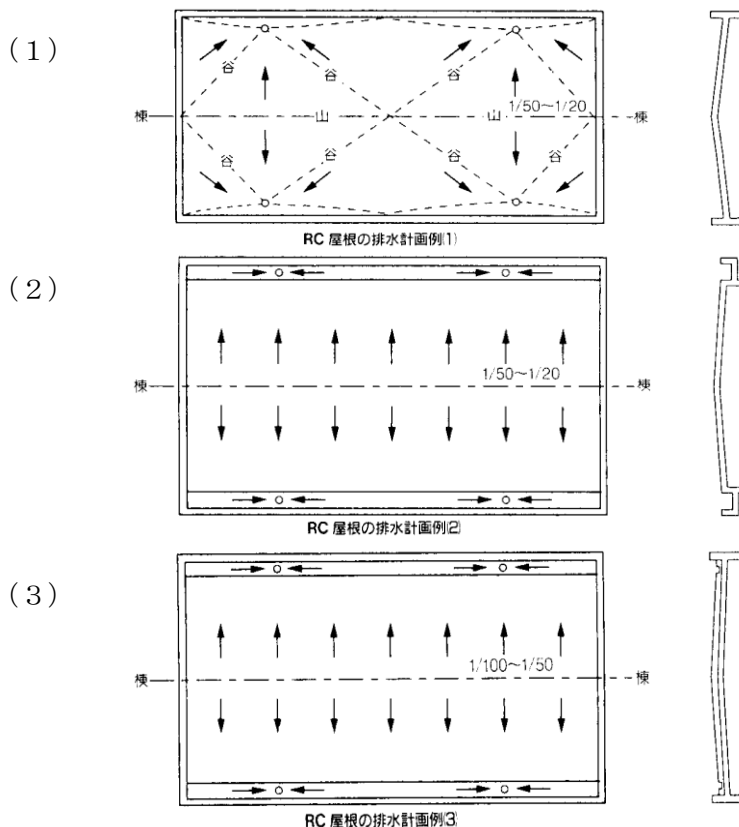 (1)
谷 谷 谷
棟 山 山 1/50～1/20 棟
谷 谷 谷 谷
RC 屋根の排水計画例(1)
(2)
棟 1/50～1/20 棟
RC 屋根の排水計画例(2)
(3)
1/100～1/50
棟 棟
RC 屋根の排水計画例(3)